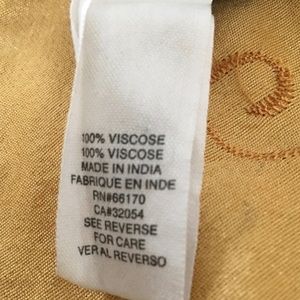 100% VISCOSE
100% VISCOSE
MADE IN INDIA
FABRIQUE EN INDE
RN#66170
CA#32054
SEE REVERSE
FOR CARE
VER AL REVERSO